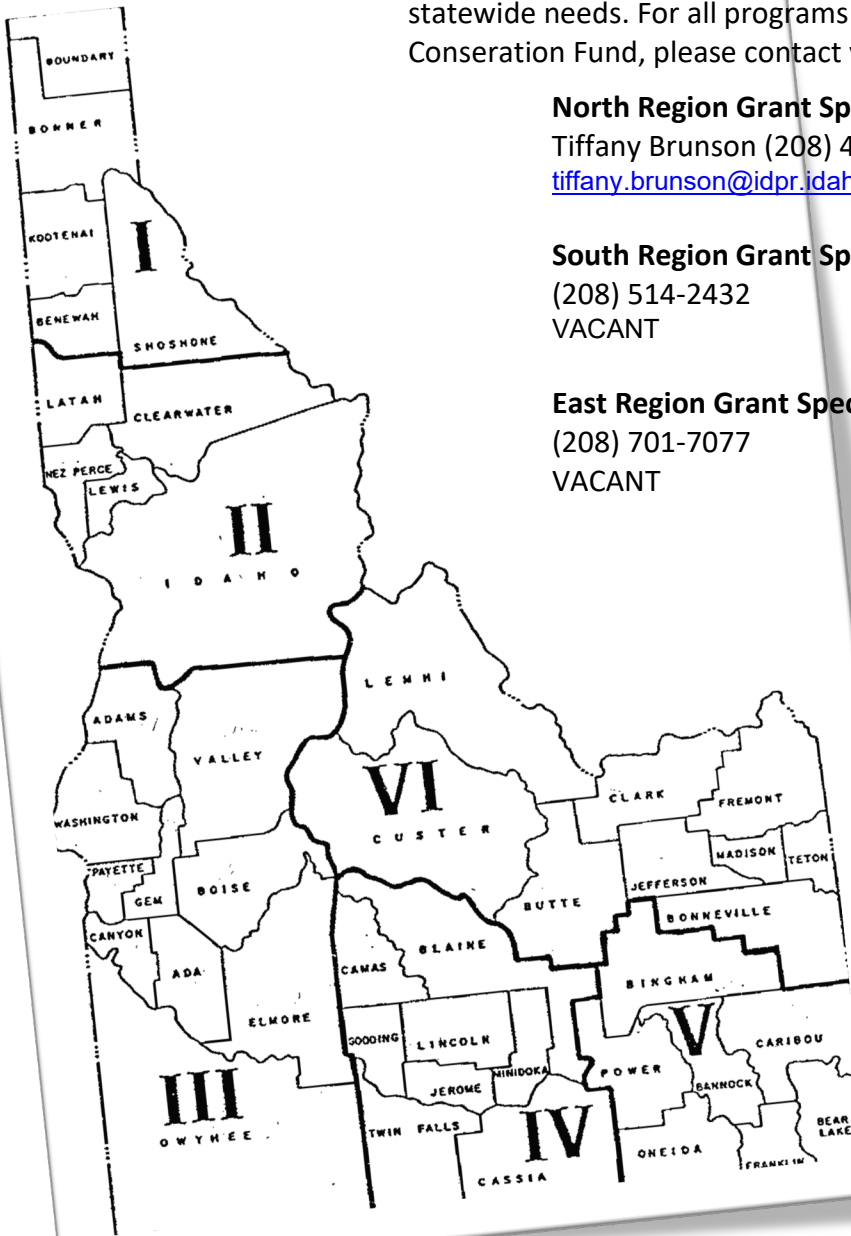 statewide needs. For all programs
Conseration Fund, please contact
North Region Grant Sp
Tiffany Brunson (208) 4
tiffany.brunson@idpr.idah
South Region Grant Sp
(208) 514-2432
VACANT
East Region Grant Spec
(208) 701-7077
VACANT
BOUNDARY
BONNER
KOOTENAI
I
BENEWAH
SHOSHONE
LATAH
CLEARWATER
NEZ PERCE
LEWIS
II
IDAHO
LEMHI
ADAMS
VALLEY
VI
CUSTER
CLARK
FREMONT
WASHINGTON
MADISON
TETON
PAYETTE
JEFFERSON
GEM
BOISE
BUTTE
BONNEVILLE
CANYON
BLAINE
ADA
CAMAS
BINGHAM
ELMORE
GOODING
LINCOLN
V
CARIBOU
POWER
MINIDOKA
JEROME
BANNOCK
III
OWYHEE
TWIN FALLS
IV
BEAR
LAKE
ONEIDA
FRANKLIN
CASSIA